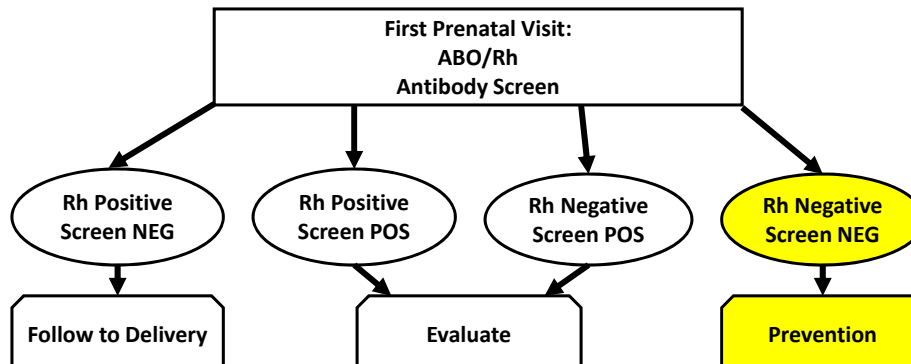 First Prenatal Visit:
ABO/Rh
Antibody Screen
Rh Positive
Screen NEG
Rh Positive
Screen POS
Rh Negative
Screen POS
Rh Negative
Screen NEG
Follow to Delivery
Evaluate
Prevention